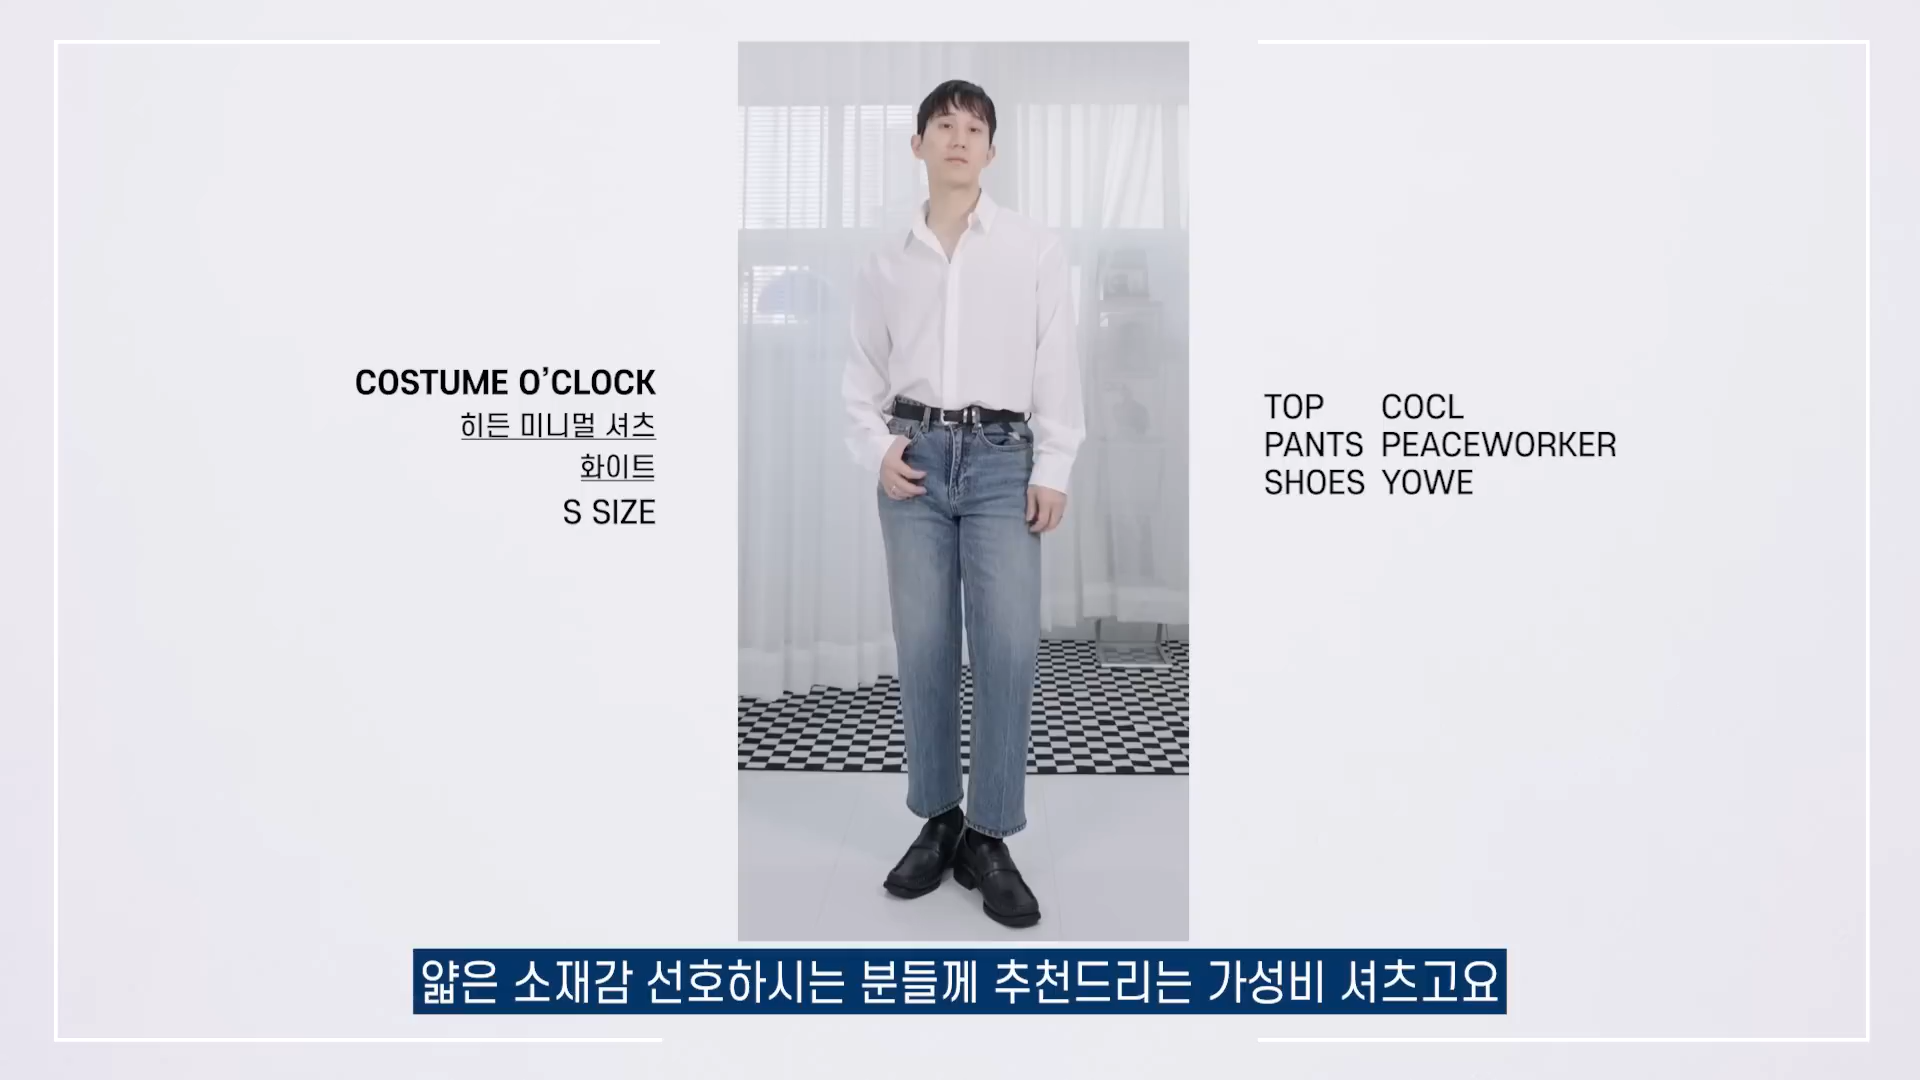 COSTUME O'CLOCK
히든 미니멀 셔츠
화이트
S SIZE
TOP COCL
PANTS PEACEWORKER
SHOES YOWE
얇은 소재감 선호하시는 분들께 추천드리는 가성비 셔츠고요